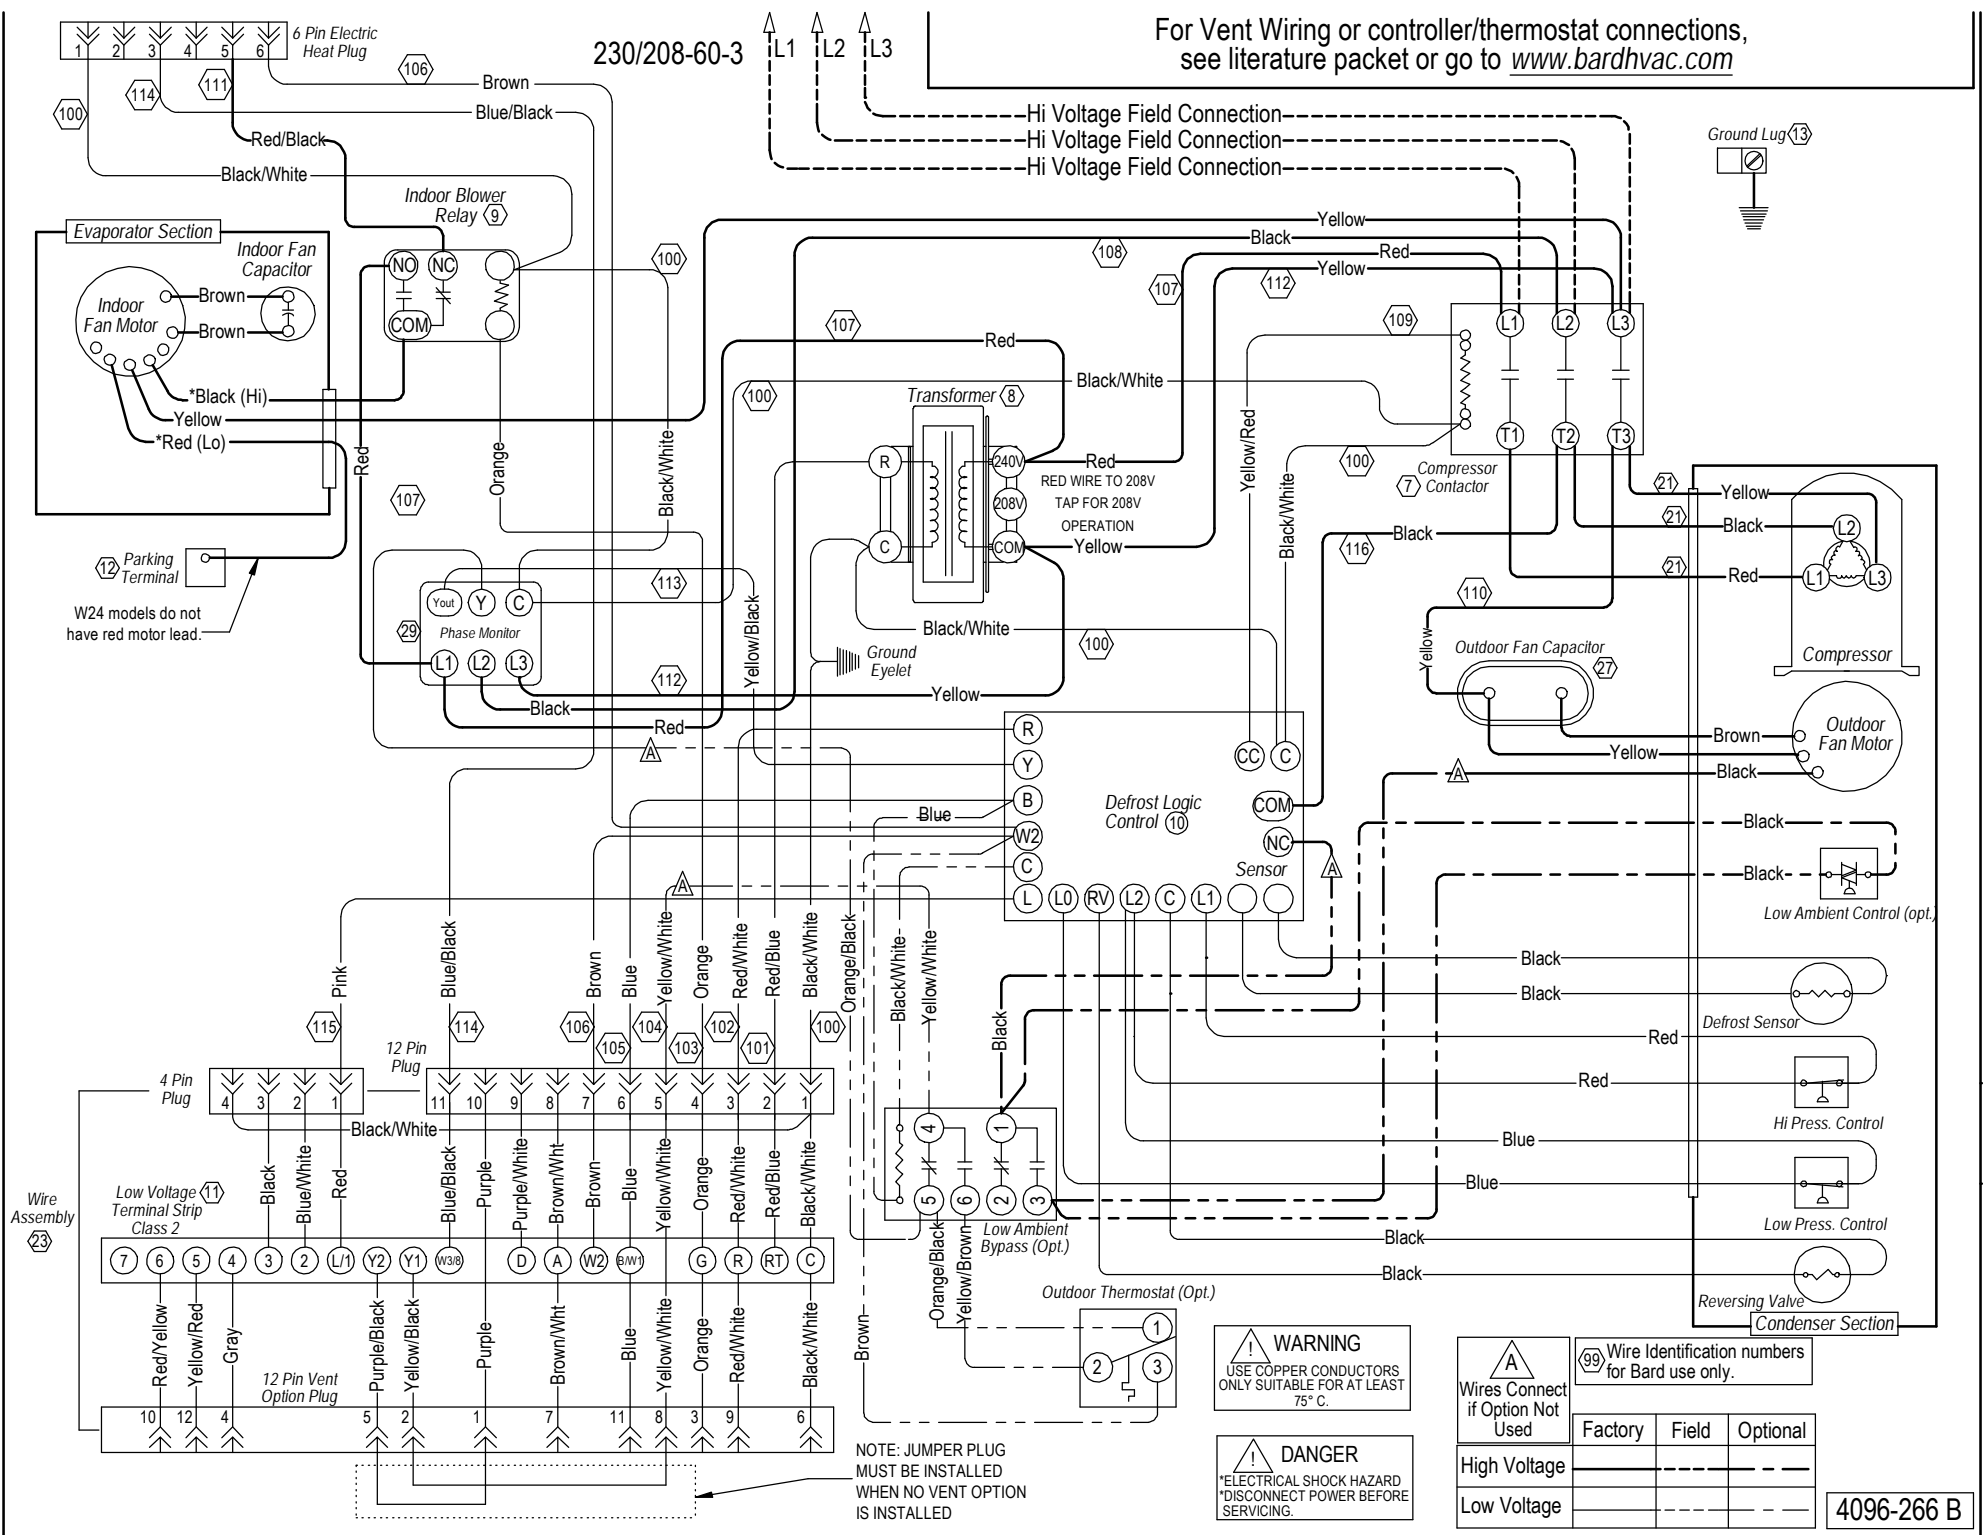 For Vent Wiring or controller/thermostat connections,
see literature packet or go to www.bardhvac.com
6 Pin Electric
Heat Plug
1 2 3 4 5 6
230/208-60-3
L1 L2 L3
100
114
111
106
Brown
Blue/Black
Red/Black
Black/White
Hi Voltage Field Connection
Hi Voltage Field Connection
Hi Voltage Field Connection
Ground Lug 13
Indoor Blower
Relay 9
NO NC
COM
100
Evaporator Section
Indoor Fan
Capacitor
Indoor
Fan Motor
Brown
Brown
*Black (Hi)
Yellow
*Red (Lo)
Yellow
Black
108
Red
107
Yellow
112
107
Red
109
L1 L2 L3
T1 T2 T3
100
Black/White
Transformer 8
R
C
240V
208V
COM
Red
RED WIRE TO 208V
TAP FOR 208V
OPERATION
Yellow
Yellow/Red
Black/White
100
Compressor
Contactor
7
Red
107
Orange
Black/White
12 Parking
Terminal
W24 models do not
have red motor lead.
Yout Y C
Phase Monitor
29
L1 L2 L3
113
112
Yellow/Black
Black/White
100
Ground
Eyelet
Yellow
Black
Red
A
Black
116
21
Yellow
21
Black
21
Red
L2
L1 L3
Compressor
110
Yellow
Outdoor Fan Capacitor
27
Outdoor
Fan Motor
Brown
Yellow
Black
A
R
Y
B
W2
C
L L0 RV L2 C L1
CC C
COM
NC
Defrost Logic
Control 10
Sensor
A
Blue
A
Black
Black
Low Ambient Control (opt.)
Black
Black
Defrost Sensor
Red
Red
Hi Press. Control
Blue
Blue
Low Press. Control
Black
Black
Reversing Valve
Condenser Section
Pink
Blue/Black
Brown
Blue
Yellow/White
Orange
Red/White
Red/Blue
Black/White
Orange/Black
Black/White
Yellow/White
Black
115
114
106
105
104
103
102
101
100
4 Pin
Plug
12 Pin
Plug
4 3 2 1
11 10 9 8 7 6 5 4 3 2 1
Black/White
Black
Blue/White
Red
Blue/Black
Purple
Purple/White
Brown/Wht
Brown
Blue
Yellow/White
Orange
Red/White
Red/Blue
Black/White
Wire
Assembly
23
Low Voltage 11
Terminal Strip
Class 2
7 6 5 4 3 2 L/1 Y2 Y1 W3/8 D A W2 B/W1 G R RT C
4 1
5 6 2 3
Low Ambient
Bypass (Opt.)
Orange/Black
Yellow/Brown
Brown
Outdoor Thermostat (Opt.)
1
2 3
Red/Yellow
Yellow/Red
Gray
Purple/Black
Yellow/Black
Purple
Brown/Wht
Blue
Yellow/White
Orange
Red/White
Black/White
12 Pin Vent
Option Plug
10 12 4 5 2 1 7 11 8 3 9 6
NOTE: JUMPER PLUG
MUST BE INSTALLED
WHEN NO VENT OPTION
IS INSTALLED
! WARNING
USE COPPER CONDUCTORS
ONLY SUITABLE FOR AT LEAST
75° C.
! DANGER
*ELECTRICAL SHOCK HAZARD
*DISCONNECT POWER BEFORE
SERVICING.
A
Wires Connect
if Option Not
Used
99 Wire Identification numbers
for Bard use only.
Factory Field Optional
High Voltage
Low Voltage
4096-266 B